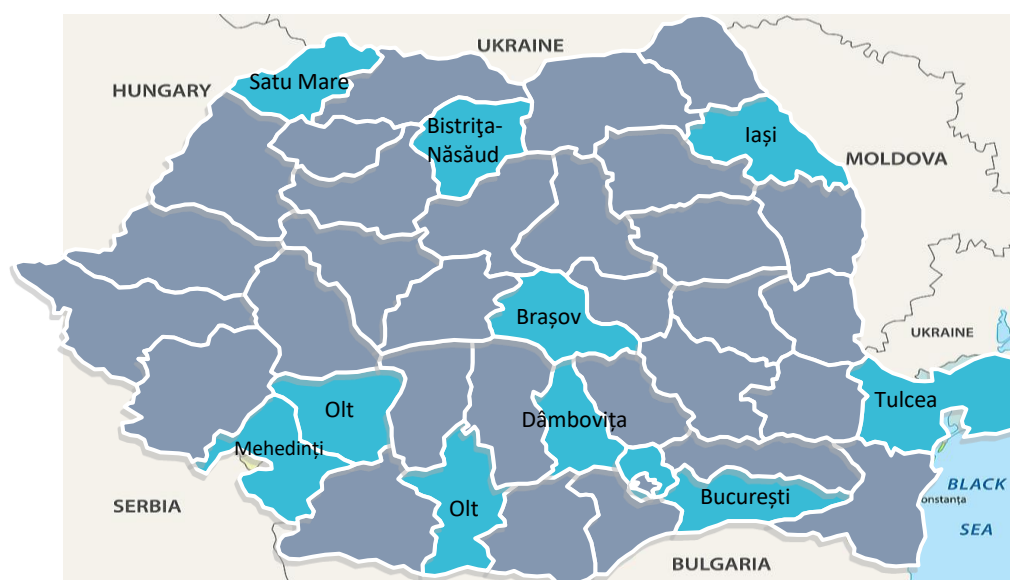 UKRAINE
Satu Mare
HUNGARY
Bistriţa-
Năsăud
Iași
MOLDOVA
Brașov
UKRAINE
Olt
Dâmbovița
Tulcea
Mehedinți
BLACK
București
onstanța
SERBIA
Olt
SEA
BULGARIA